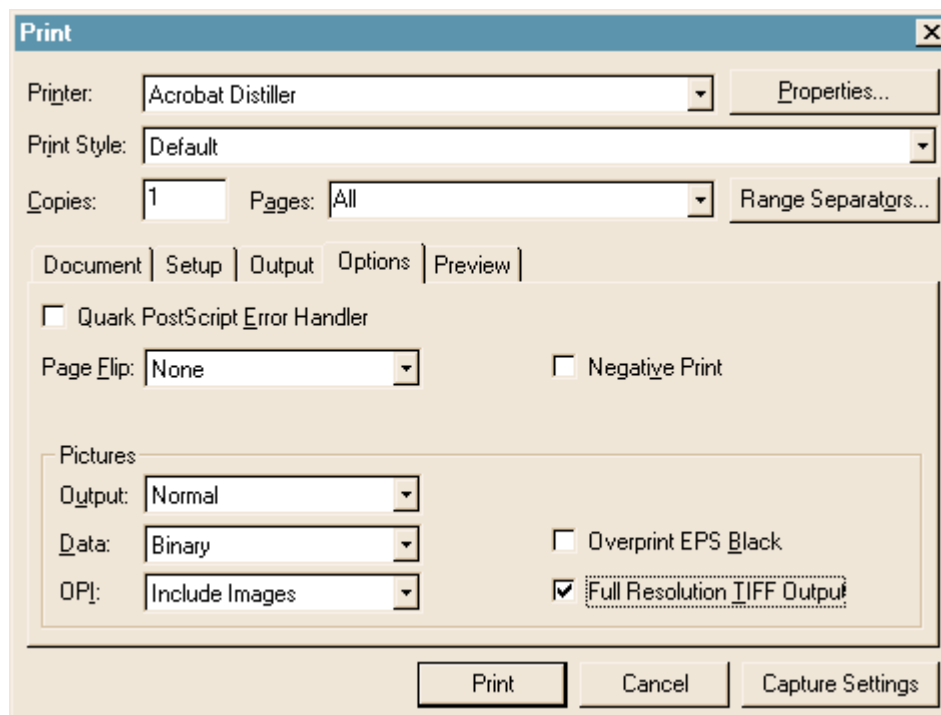 Print
Printer: Acrobat Distiller Properties...
Print Style: Default
Copies: 1 Pages: All Range Separators...
Document Setup Output Options Preview
Quark PostScript Error Handler
Page Flip: None Negative Print
Pictures
Output: Normal
Data: Binary Overprint EPS Black
OPI: Include Images Full Resolution TIFF Output
Print Cancel Capture Settings